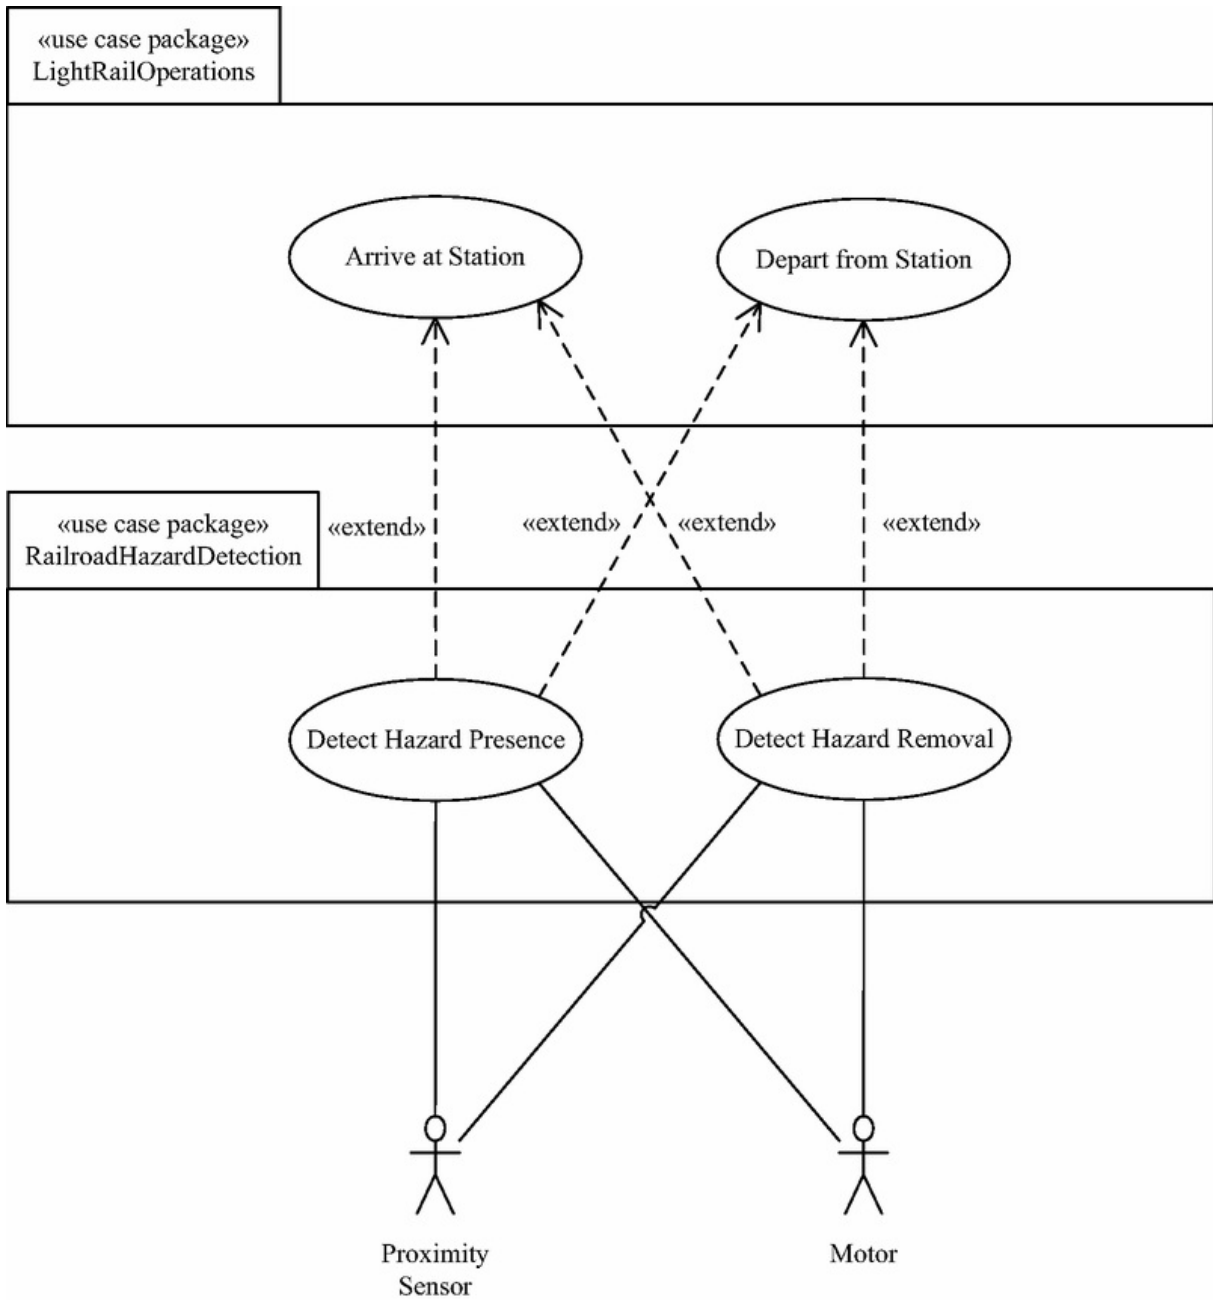 «use case package»
LightRailOperations
Arrive at Station
Depart from Station
«use case package»
RailroadHazardDetection
«extend»
«extend»
«extend»
«extend»
Detect Hazard Presence
Detect Hazard Removal
Proximity
Sensor
Motor